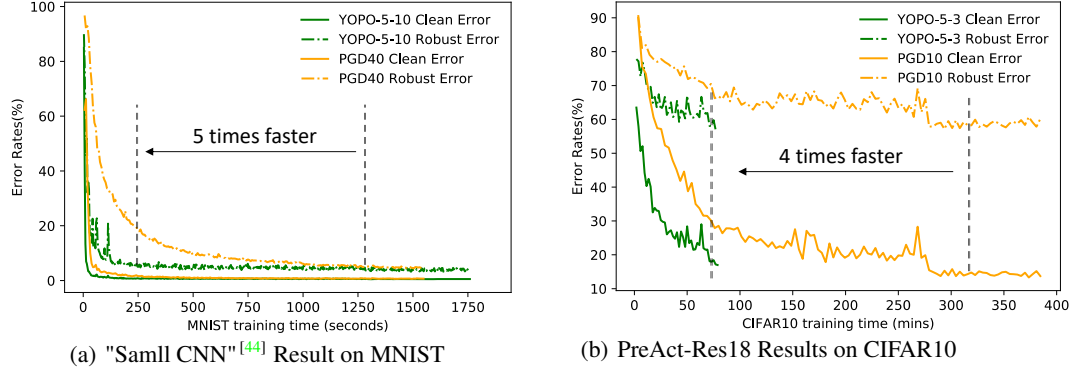 100
80
60
40
20
0
Error Rates(%)
YOPO-5-10 Clean Error
YOPO-5-10 Robust Error
PGD40 Clean Error
PGD40 Robust Error
5 times faster
0 250 500 750 1000 1250 1500 1750
MNIST training time (seconds)
(a) "Samll CNN"[44] Result on MNIST
90
80
70
60
50
40
30
20
10
Error Rates(%)
YOPO-5-3 Clean Error
YOPO-5-3 Robust Error
PGD10 Clean Error
PGD10 Robust Error
4 times faster
0 50 100 150 200 250 300 350 400
CIFAR10 training time (mins)
(b) PreAct-Res18 Results on CIFAR10